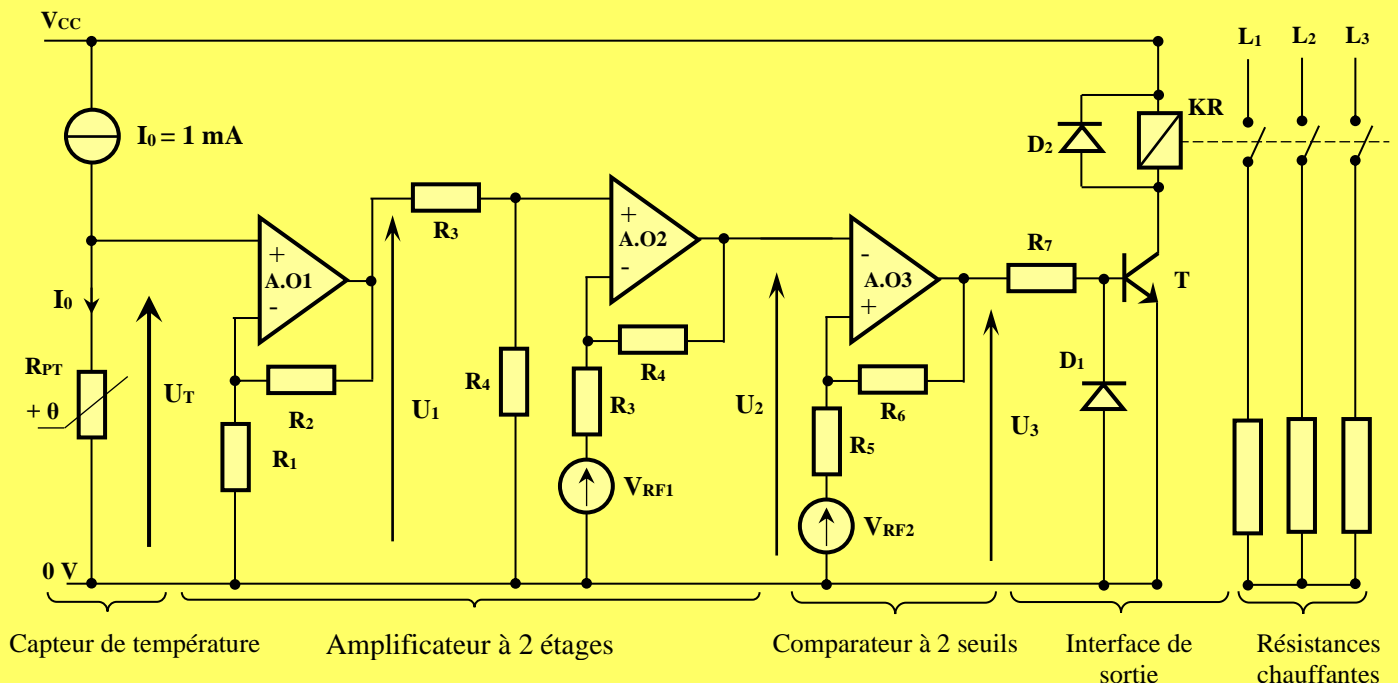 VCC
L1 L2 L3
I0 = 1 mA
KR
D2
+
A.O1
-
R3
+
A.O2
-
-
A.O3
+
R7
T
I0
RPT
+ θ
UT
R2
R1
U1
R4
R4
R3
VRF1
U2
R6
R5
VRF2
U3
D1
0 V
Capteur de température
Amplificateur à 2 étages
Comparateur à 2 seuils
Interface de
sortie
Résistances
chauffantes